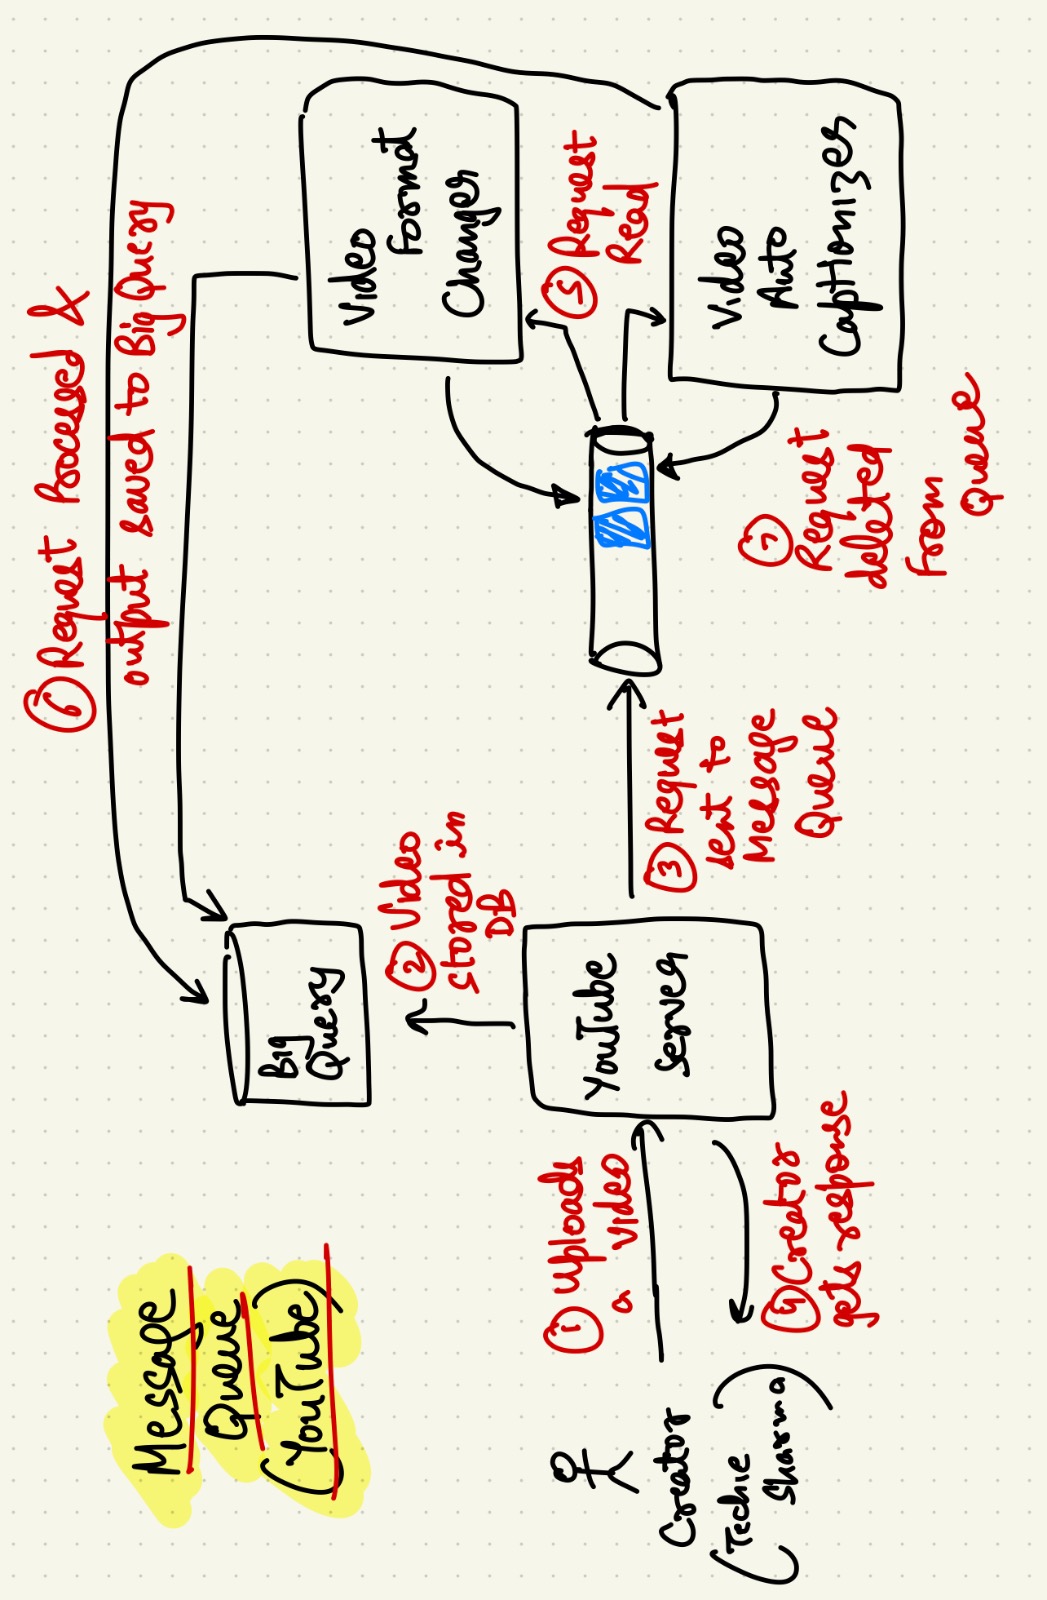 Message
Queue
(YouTube)
⑥ Request Processed &
output saved to Big Query
Big
Query
② Video
stored in
DB
Video
Format
Changer
① Uploads
a video
YouTube
Server
Creator
(Techie
Sharma)
④ Creator
gets response
③ Request
sent to
Message
Queue
⑤ Request
Read
Video
Auto
Captionizer
⑦
Request
deleted
From
Queue